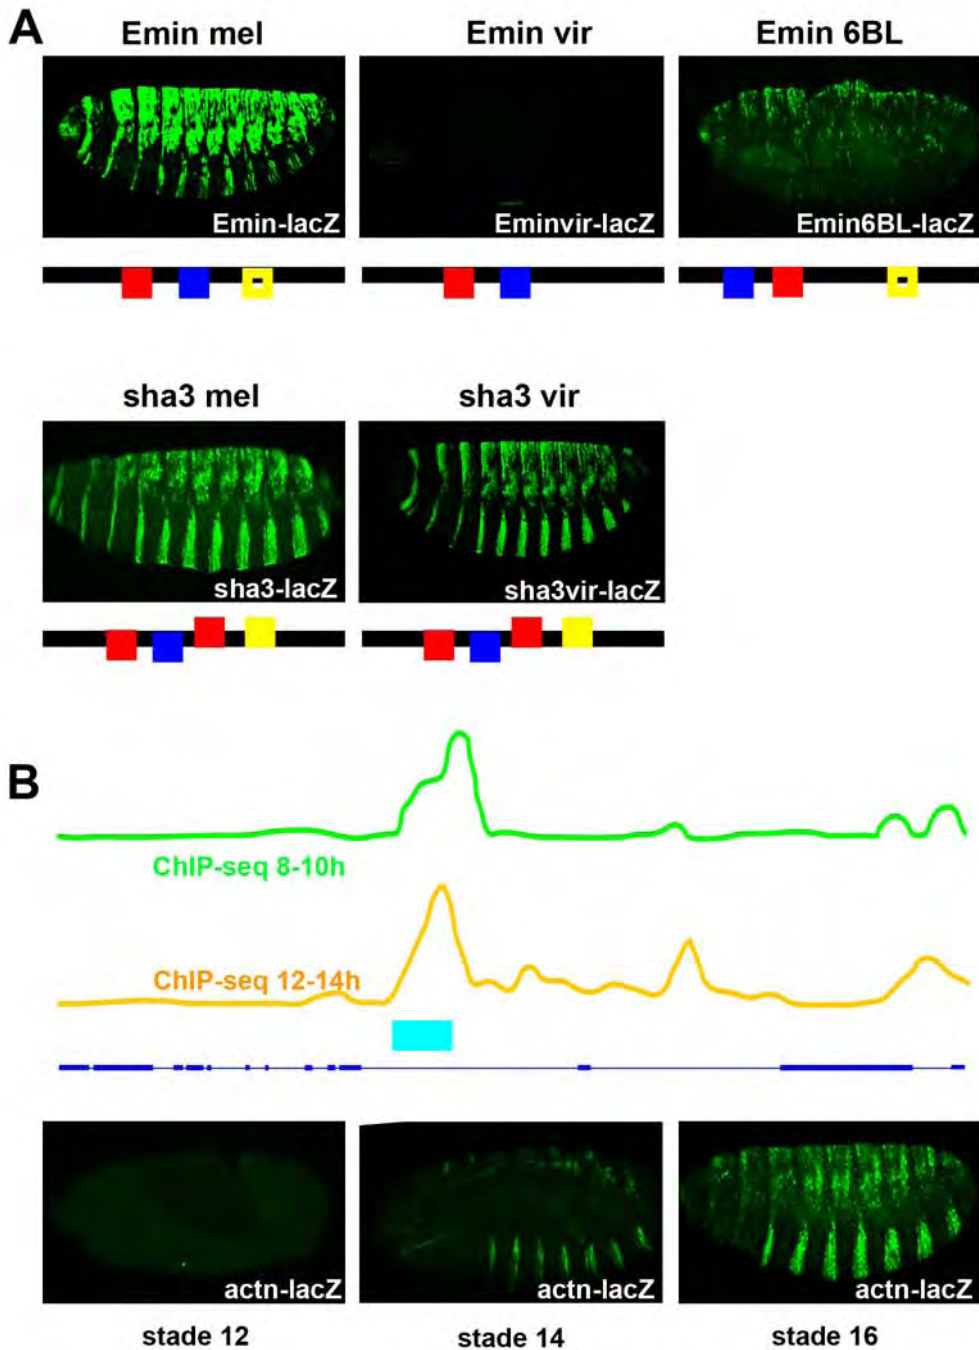 A
Emin mel Emin vir Emin 6BL
Emin-lacZ Eminvir-lacZ Emin6BL-lacZ
sha3 mel sha3 vir
sha3-lacZ sha3vir-lacZ
B
ChIP-seq 8-10h
ChIP-seq 12-14h
actn-lacZ actn-lacZ actn-lacZ
stade 12 stade 14 stade 16